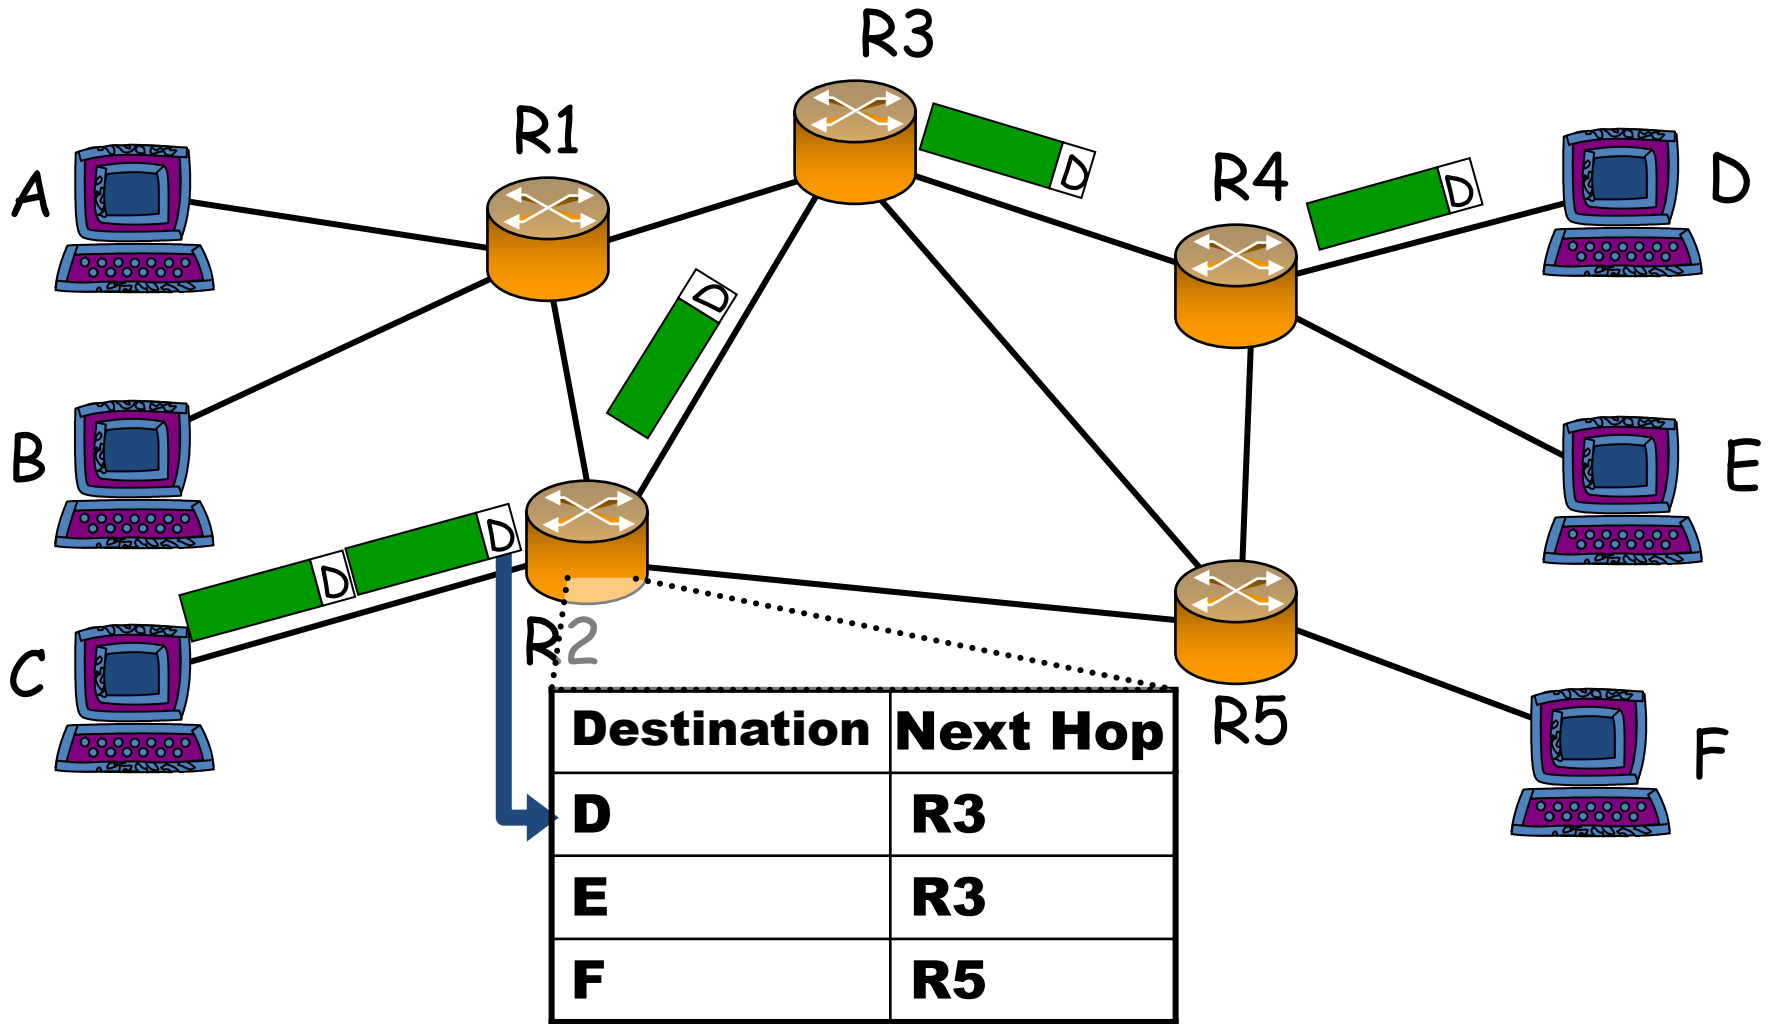 R3
R1
R4
A
D
D
D
D
B
E
D
D
C
R2
R5
F
Destination Next Hop
D R3
E R3
F R5